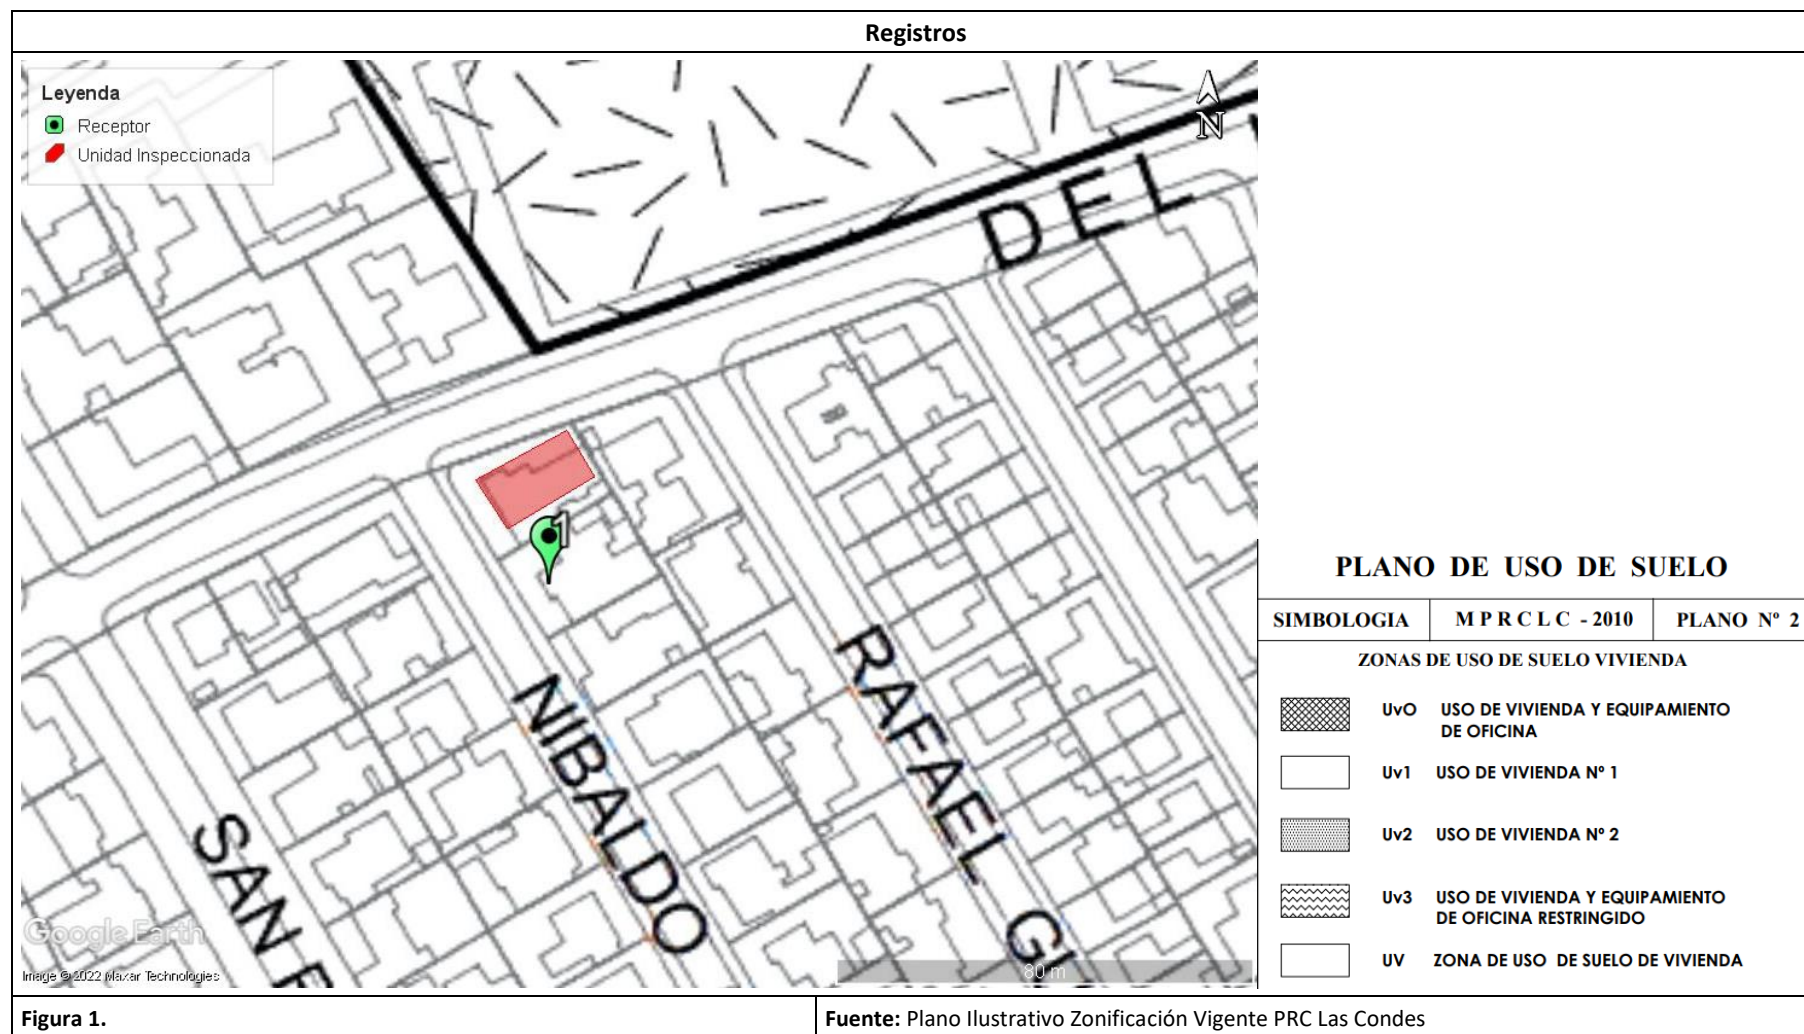 Registros
Leyenda
Receptor
Unidad Inspeccionada
N
DEL
1
NIBALDO
RAFAEL
SAN
Google Earth
Image © 2022 Maxar Technologies
80 m
PLANO DE USO DE SUELO
SIMBOLOGIA MPRCLC - 2010 PLANO Nº 2
ZONAS DE USO DE SUELO VIVIENDA
UvO USO DE VIVIENDA Y EQUIPAMIENTO
DE OFICINA
Uv1 USO DE VIVIENDA Nº 1
Uv2 USO DE VIVIENDA Nº 2
Uv3 USO DE VIVIENDA Y EQUIPAMIENTO
DE OFICINA RESTRINGIDO
UV ZONA DE USO DE SUELO DE VIVIENDA
Figura 1.
Fuente: Plano Ilustrativo Zonificación Vigente PRC Las Condes